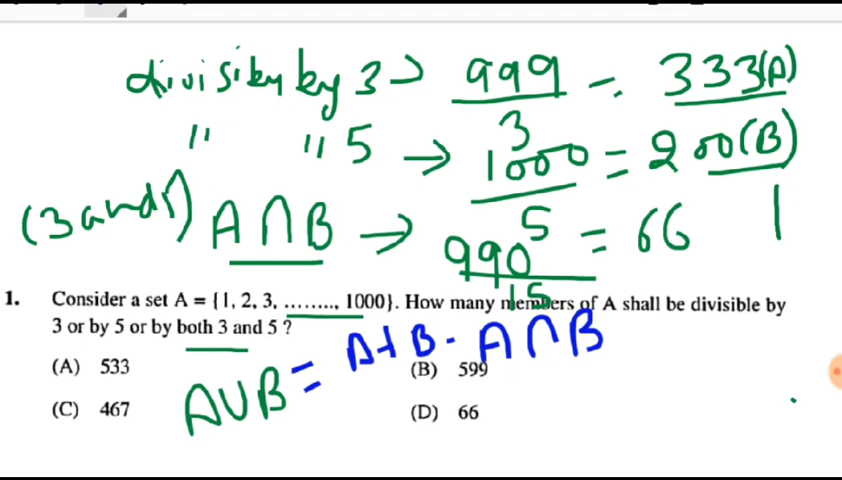 divisiby by 3 → 999/3 = 333(A)
" " 5 → 1000/5 = 200(B)
(3 and 5) A∩B → 990/15 = 66
1. Consider a set A = {1, 2, 3, ........, 1000}. How many members of A shall be divisible by
3 or by 5 or by both 3 and 5 ?
(A) 533
(B) 599
(C) 467
(D) 66
A∪B = A+B - A∩B